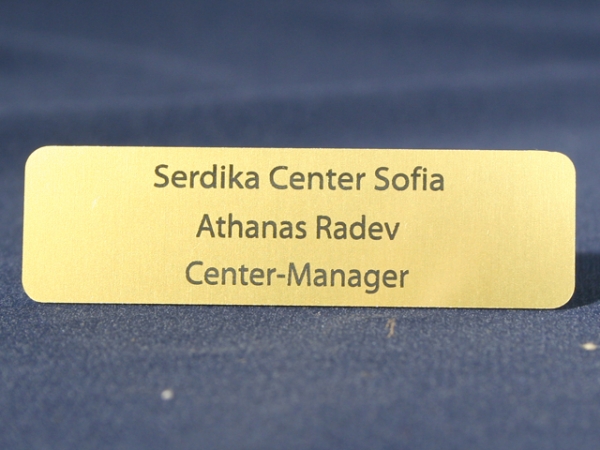 Serdika Center Sofia
Athanas Radev
Center-Manager